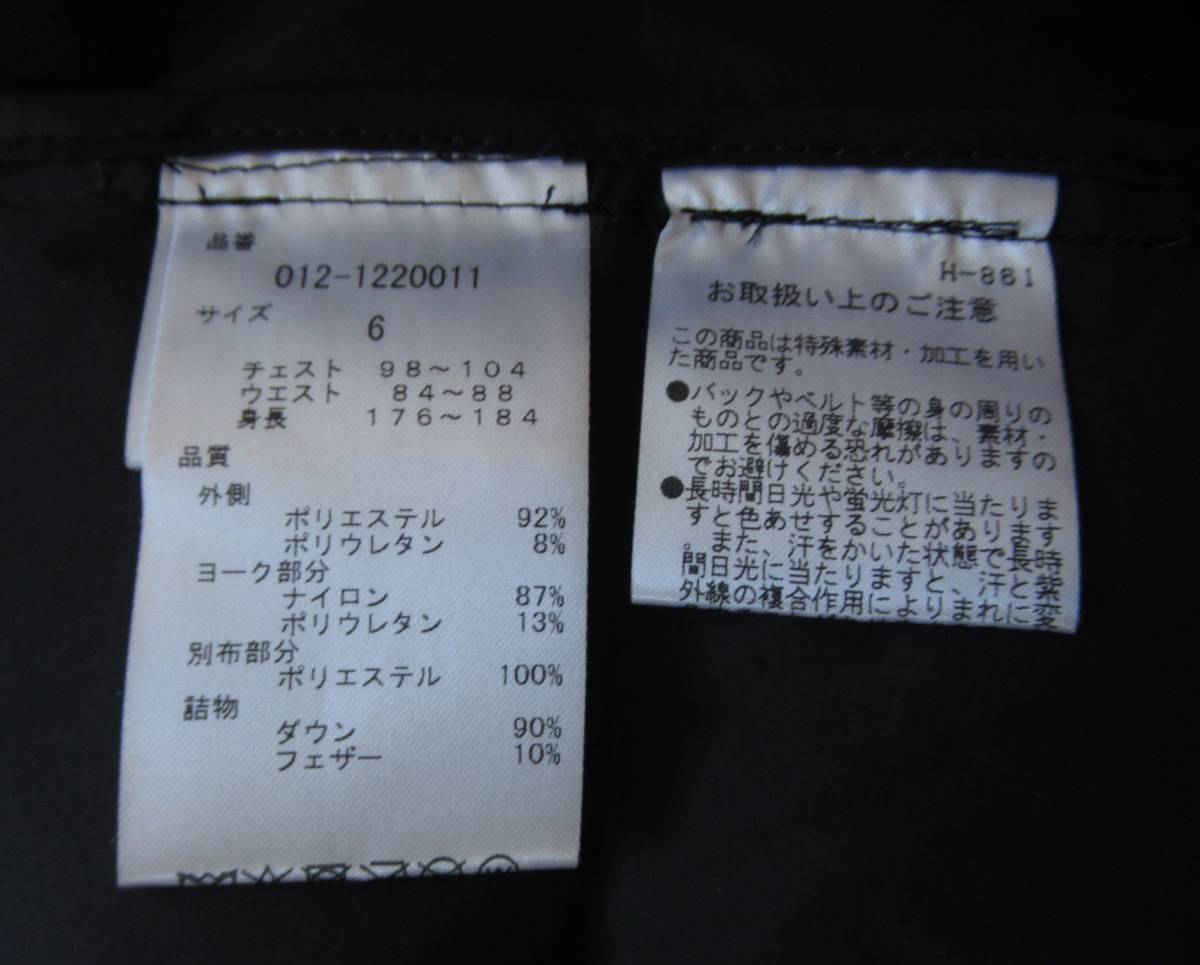 品番
012-1220011
サイズ
6
チェスト 98～104
ウエスト 84～88
身長 176～184
品質
外側
ポリエステル 92%
ポリウレタン 8%
ヨーク部分
ナイロン 87%
ポリウレタン 13%
別布部分
ポリエステル 100%
詰物
ダウン 90%
フェザー 10%
H-881
お取扱い上のご注意
この商品は特殊素材・加工を用い
た商品です。
●バックやベルト等の身の周りの
ものとの過度な摩擦は、素材・
加工を傷める恐れがありますの
でお避けください。
●長時間日光や蛍光灯に当たりま
すと色あせすることがあります
。また、汗をかいた状態で長時
間日光に当たりますと、汗と紫
外線の複合作用によりまれに変